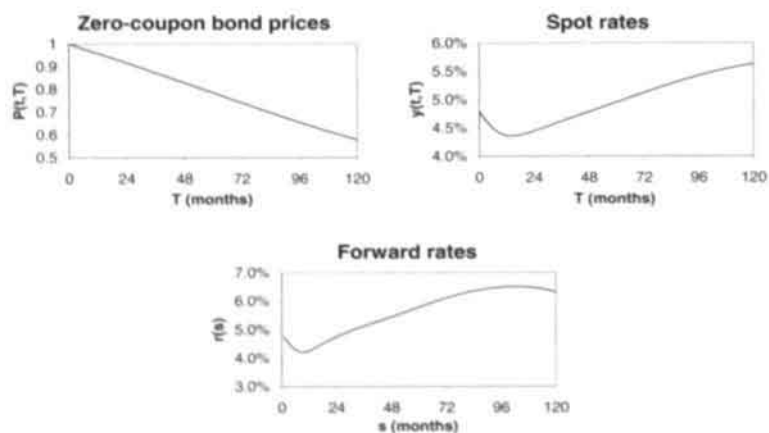 Zero-coupon bond prices
1
0.9
0.8
0.7
0.6
0.5
P(t,T)
0 24 48 72 96 120
T (months)
Spot rates
6.0%
5.5%
5.0%
4.5%
4.0%
y(t,T)
0 24 48 72 96 120
T (months)
Forward rates
7.0%
6.0%
5.0%
4.0%
3.0%
r(s)
0 24 48 72 96 120
s (months)